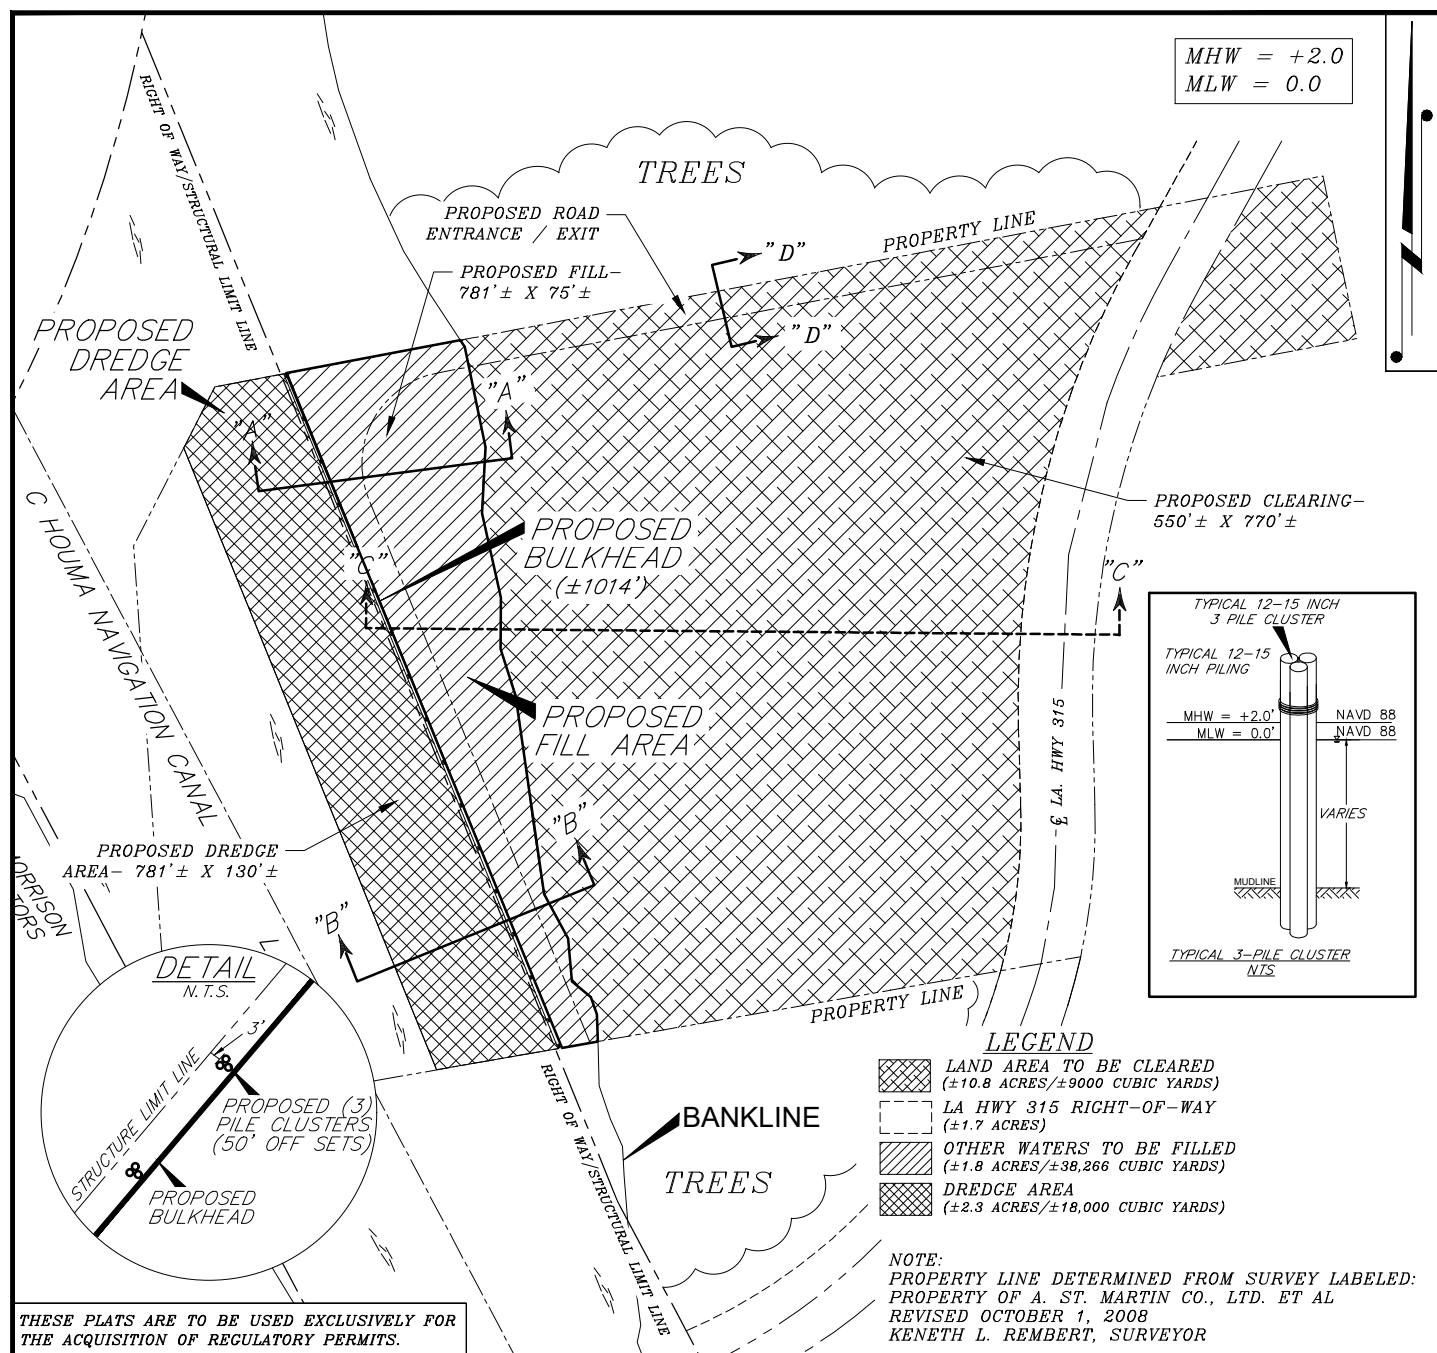 MHW = +2.0
MLW = 0.0
RIGHT OF WAY/STRUCTURAL LIMIT LINE
TREES
PROPOSED ROAD
ENTRANCE / EXIT
PROPERTY LINE
"D"
"D"
PROPOSED FILL-
781'± X 75'±
PROPOSED
DREDGE
AREA
"A"
"A"
PROPOSED CLEARING-
550'± X 770'±
C HOUMA NAVIGATION CANAL
L
PROPOSED
BULKHEAD
(±1014')
"C"
"C"
PROPOSED
FILL AREA
℄ LA. HWY 315
"B"
"B"
PROPOSED DREDGE
AREA- 781'± X 130'±
ORRISON
TORS
TYPICAL 12-15 INCH
3 PILE CLUSTER
TYPICAL 12-15
INCH PILING
MHW = +2.0'
NAVD 88
MLW = 0.0'
NAVD 88
VARIES
MUDLINE
TYPICAL 3-PILE CLUSTER
NTS
PROPERTY LINE
DETAIL
N.T.S.
3'
STRUCTURE LIMIT LINE
PROPOSED (3)
PILE CLUSTERS
(50' OFF SETS)
PROPOSED
BULKHEAD
RIGHT OF WAY/STRUCTURAL LIMIT LINE
BANKLINE
TREES
LEGEND
LAND AREA TO BE CLEARED
(±10.8 ACRES/±9000 CUBIC YARDS)
LA HWY 315 RIGHT-OF-WAY
(±1.7 ACRES)
OTHER WATERS TO BE FILLED
(±1.8 ACRES/±38,266 CUBIC YARDS)
DREDGE AREA
(±2.3 ACRES/±18,000 CUBIC YARDS)
NOTE:
PROPERTY LINE DETERMINED FROM SURVEY LABELED:
PROPERTY OF A. ST. MARTIN CO., LTD. ET AL
REVISED OCTOBER 1, 2008
KENETH L. REMBERT, SURVEYOR
THESE PLATS ARE TO BE USED EXCLUSIVELY FOR
THE ACQUISITION OF REGULATORY PERMITS.